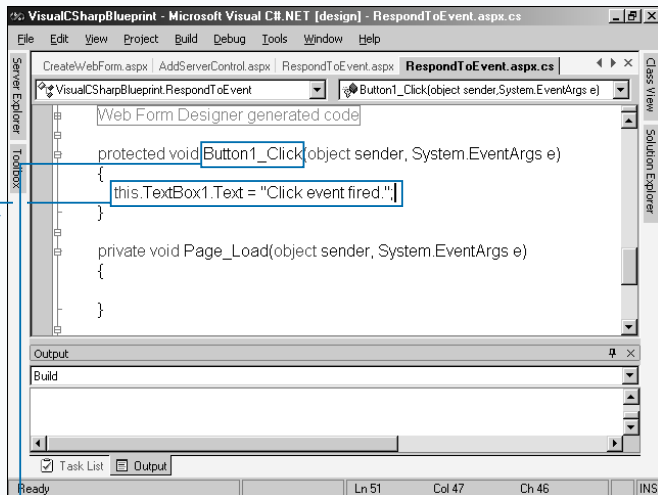 VisualCSharpBlueprint - Microsoft Visual C#.NET [design] - RespondToEvent.aspx.cs
File Edit View Project Build Debug Tools Window Help
CreateWebForm.aspx | AddServerControl.aspx | RespondToEvent.aspx RespondToEvent.aspx.cs
VisualCSharpBlueprint.RespondToEvent
Button1_Click(object sender,System.EventArgs e)
Server Explorer
Toolbox
Class View
Solution Explorer
Web Form Designer generated code
protected void Button1_Click(object sender, System.EventArgs e)
{
this.TextBox1.Text = "Click event fired.";
}
private void Page_Load(object sender, System.EventArgs e)
{
}
Output
Build
Task List Output
Ready Ln 51 Col 47 Ch 46 INS